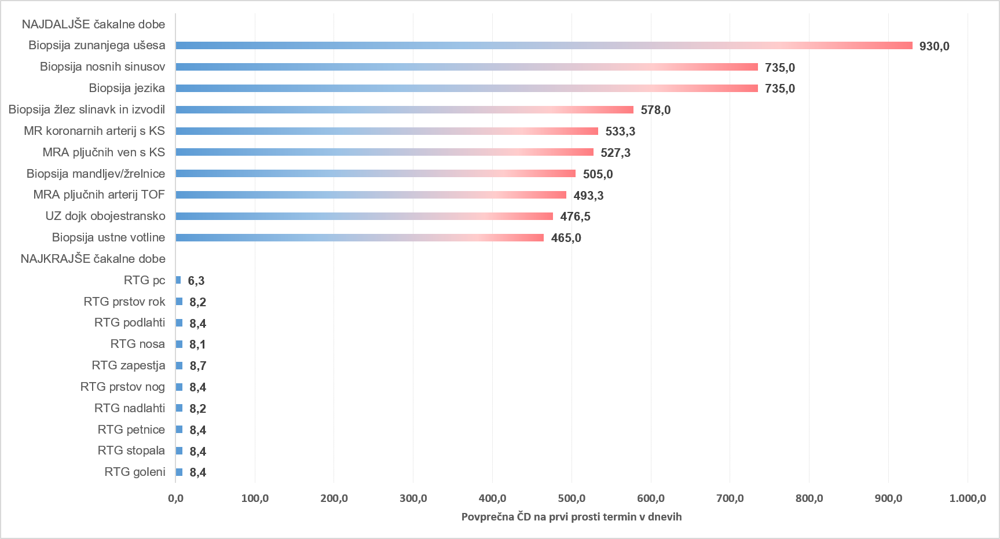 NAJDALJŠE čakalne dobe
Biopsija zunanjega ušesa 930,0
Biopsija nosnih sinusov 735,0
Biopsija jezika 735,0
Biopsija žlez slinavk in izvodil 578,0
MR koronarnih arterij s KS 533,3
MRA pljučnih ven s KS 527,3
Biopsija mandljev/žrelnice 505,0
MRA pljučnih arterij TOF 493,3
UZ dojk obojestransko 476,5
Biopsija ustne votline 465,0
NAJKRAJŠE čakalne dobe
RTG pc 6,3
RTG prstov rok 8,2
RTG podlahti 8,4
RTG nosa 8,1
RTG zapestja 8,7
RTG prstov nog 8,4
RTG nadlahti 8,2
RTG petnice 8,4
RTG stopala 8,4
RTG goleni 8,4
0,0 100,0 200,0 300,0 400,0 500,0 600,0 700,0 800,0 900,0 1.000,0
Povprečna ČD na prvi prosti termin v dnevih